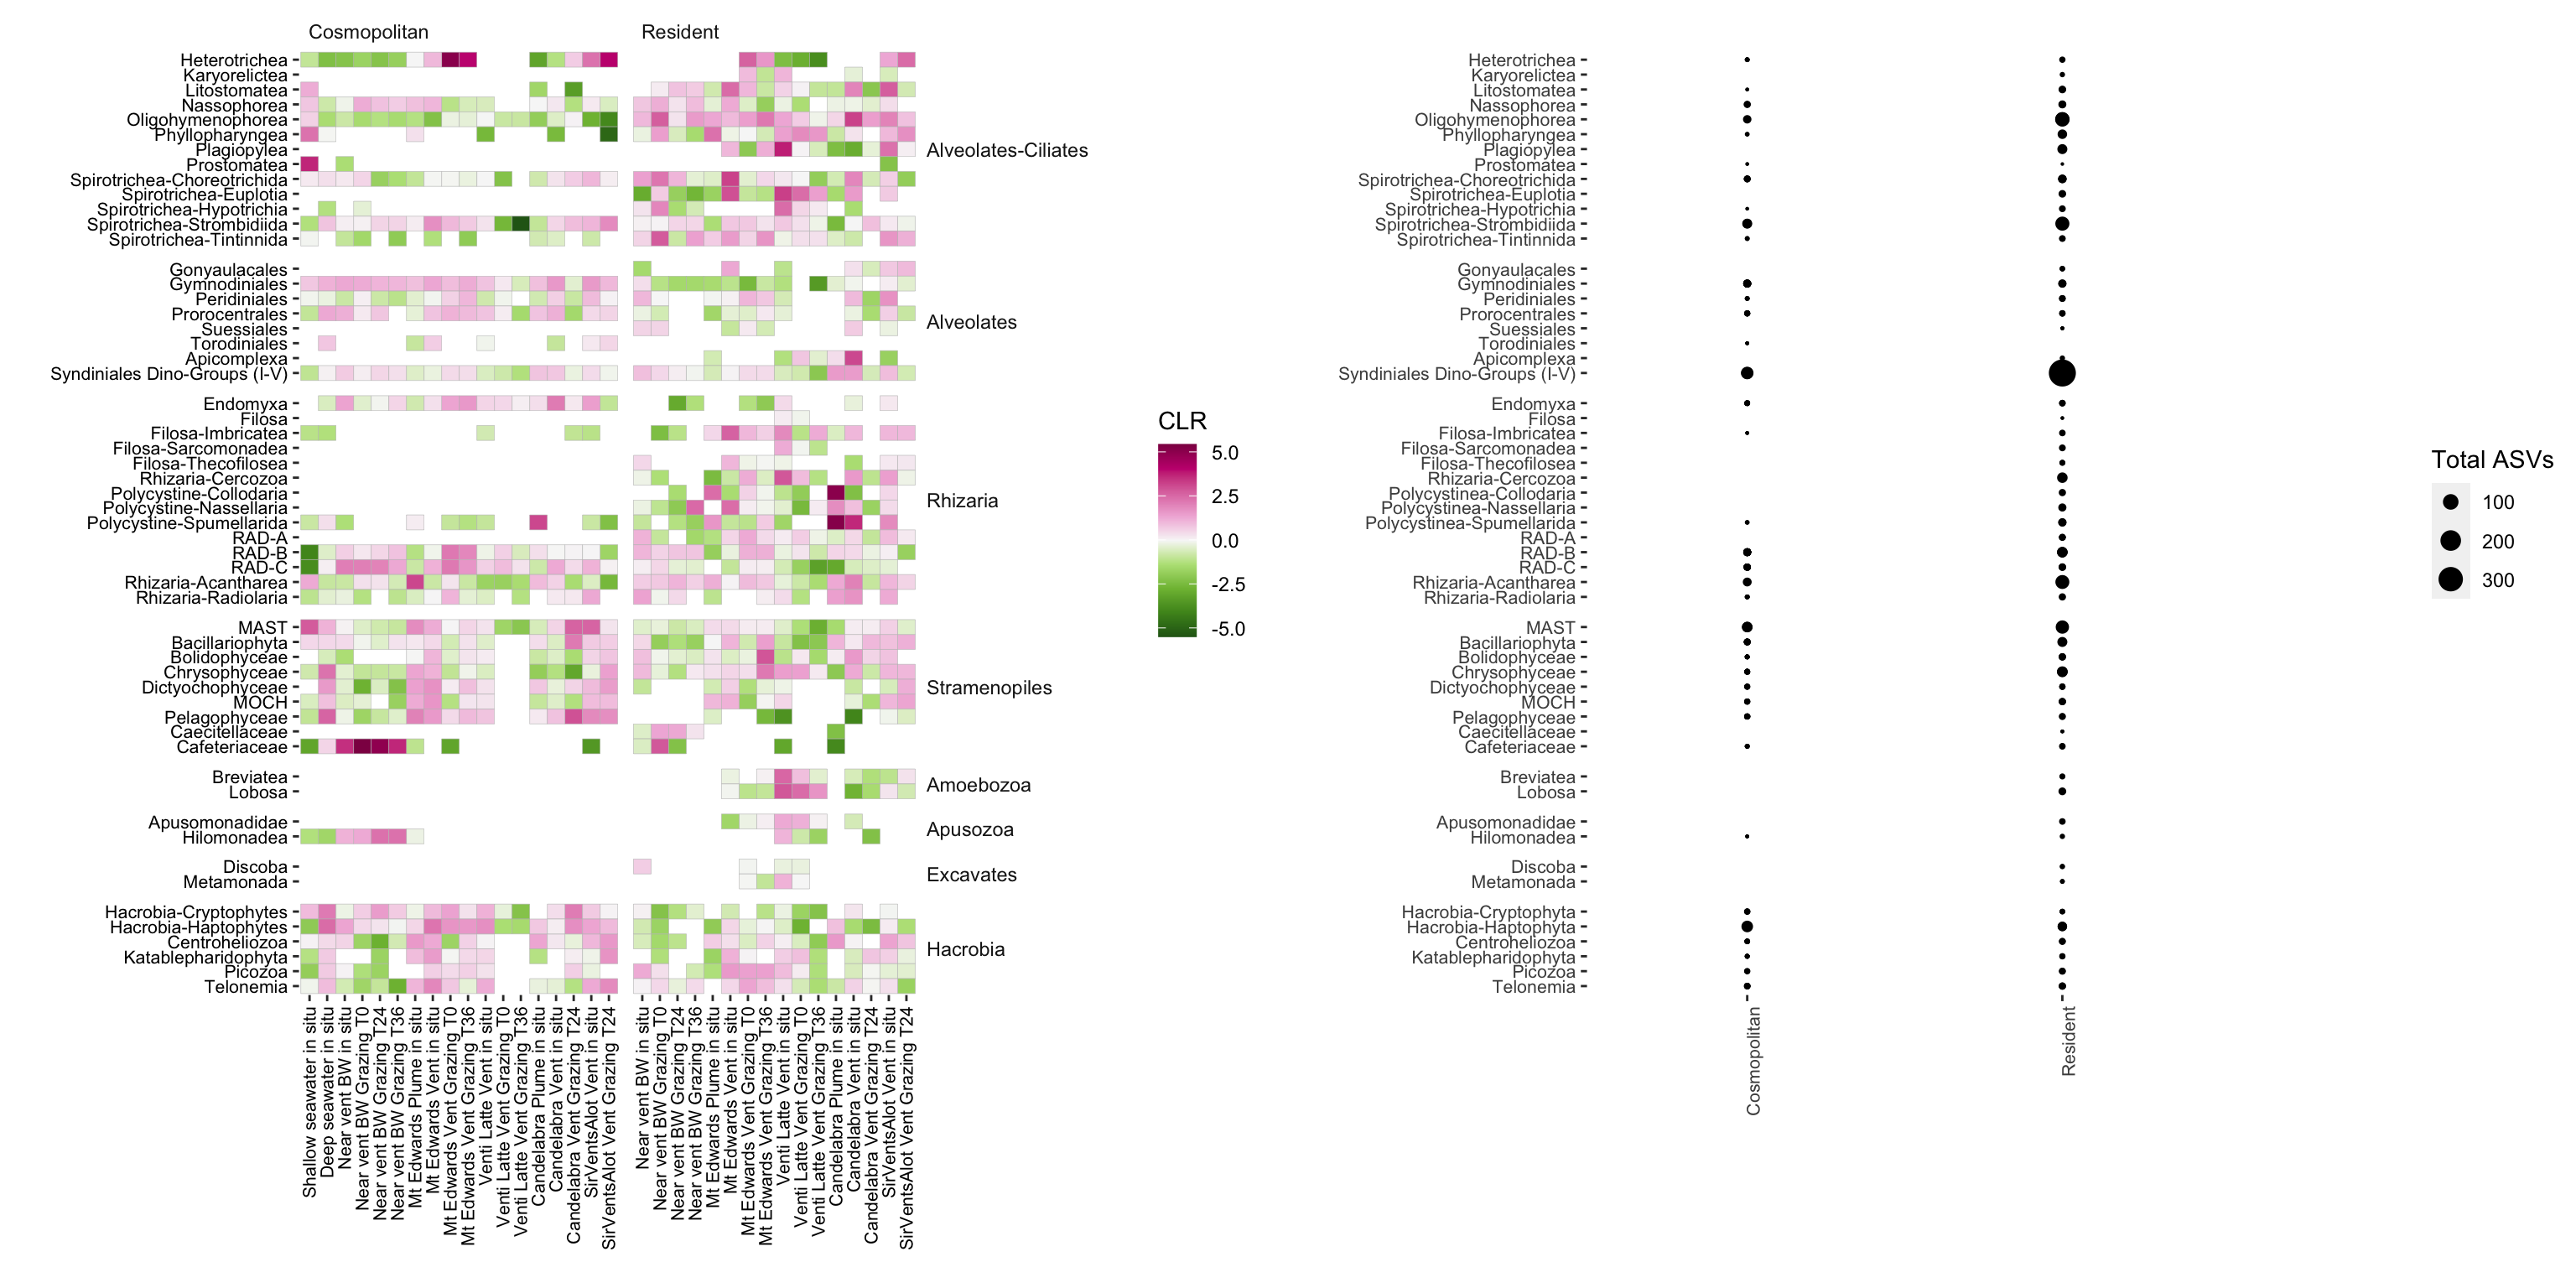 Cosmopolitan
Resident
Heterotrichea
Karyorelictea
Litostomatea
Nassophorea
Oligohymenophorea
Phyllopharyngea
Plagiopylea
Prostomatea
Spirotrichea-Choreotrichida
Spirotrichea-Euplotia
Spirotrichea-Hypotrichia
Spirotrichea-Strombidiida
Spirotrichea-Tintinnida
Gonyaulacales
Gymnodiniales
Peridiniales
Prorocentrales
Suessiales
Torodiniales
Apicomplexa
Syndiniales Dino-Groups (I-V)
Endomyxa
Filosa
Filosa-Imbricatea
Filosa-Sarcomonadea
Filosa-Thecofilosea
Rhizaria-Cercozoa
Polycystine-Collodaria
Polycystine-Nassellaria
Polycystine-Spumellarida
RAD-A
RAD-B
RAD-C
Rhizaria-Acantharea
Rhizaria-Radiolaria
MAST
Bacillariophyta
Bolidophyceae
Chrysophyceae
Dictyochophyceae
MOCH
Pelagophyceae
Caecitellaceae
Cafeteriaceae
Breviatea
Lobosa
Apusomonadidae
Hilomonadea
Discoba
Metamonada
Hacrobia-Cryptophytes
Hacrobia-Haptophytes
Centroheliozoa
Katablepharidophyta
Picozoa
Telonemia
Alveolates-Ciliates
Alveolates
Rhizaria
Stramenopiles
Amoebozoa
Apusozoa
Excavates
Hacrobia
Shallow seawater in situ
Deep seawater in situ
Near vent BW in situ
Near vent BW Grazing T0
Near vent BW Grazing T24
Near vent BW Grazing T36
Mt Edwards Plume in situ
Mt Edwards Vent in situ
Mt Edwards Vent Grazing T0
Mt Edwards Vent Grazing T36
Venti Latte Vent in situ
Venti Latte Vent Grazing T0
Venti Latte Vent Grazing T36
Candelabra Plume in situ
Candelabra Vent in situ
Candelabra Vent Grazing T24
SirVentsAlot Vent in situ
SirVentsAlot Vent Grazing T24
Near vent BW in situ
Near vent BW Grazing T0
Near vent BW Grazing T24
Near vent BW Grazing T36
Mt Edwards Plume in situ
Mt Edwards Vent in situ
Mt Edwards Vent Grazing T0
Mt Edwards Vent Grazing T36
Venti Latte Vent in situ
Venti Latte Vent Grazing T0
Venti Latte Vent Grazing T36
Candelabra Plume in situ
Candelabra Vent in situ
Candelabra Vent Grazing T24
SirVentsAlot Vent in situ
SirVentsAlot Vent Grazing T24
CLR
5.0
2.5
0.0
-2.5
-5.0
Heterotrichea
Karyorelictea
Litostomatea
Nassophorea
Oligohymenophorea
Phyllopharyngea
Plagiopylea
Prostomatea
Spirotrichea-Choreotrichida
Spirotrichea-Euplotia
Spirotrichea-Hypotrichia
Spirotrichea-Strombidiida
Spirotrichea-Tintinnida
Gonyaulacales
Gymnodiniales
Peridiniales
Prorocentrales
Suessiales
Torodiniales
Apicomplexa
Syndiniales Dino-Groups (I-V)
Endomyxa
Filosa
Filosa-Imbricatea
Filosa-Sarcomonadea
Filosa-Thecofilosea
Rhizaria-Cercozoa
Polycystinea-Collodaria
Polycystinea-Nassellaria
Polycystinea-Spumellarida
RAD-A
RAD-B
RAD-C
Rhizaria-Acantharea
Rhizaria-Radiolaria
MAST
Bacillariophyta
Bolidophyceae
Chrysophyceae
Dictyochophyceae
MOCH
Pelagophyceae
Caecitellaceae
Cafeteriaceae
Breviatea
Lobosa
Apusomonadidae
Hilomonadea
Discoba
Metamonada
Hacrobia-Cryptophyta
Hacrobia-Haptophyta
Centroheliozoa
Katablepharidophyta
Picozoa
Telonemia
Cosmopolitan
Resident
Total ASVs
100
200
300